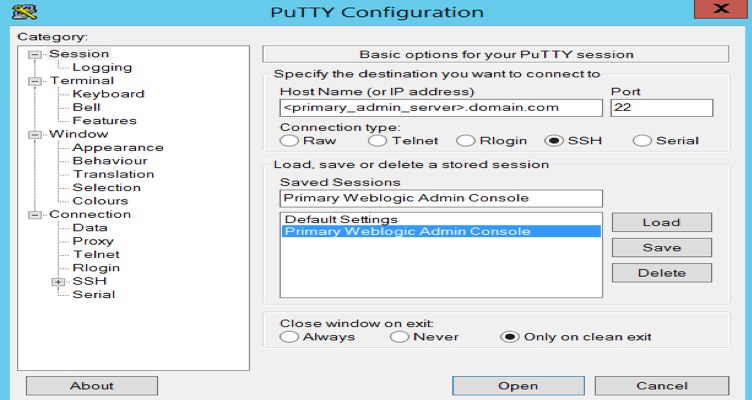 PuTTY Configuration
Category:
Session
Logging
Terminal
Keyboard
Bell
Features
Window
Appearance
Behaviour
Translation
Selection
Colours
Connection
Data
Proxy
Telnet
Rlogin
SSH
Serial
Basic options for your PuTTY session
Specify the destination you want to connect to
Host Name (or IP address) Port
<primary_admin_server>.domain.com 22
Connection type:
Raw Telnet Rlogin SSH Serial
Load, save or delete a stored session
Saved Sessions
Primary Weblogic Admin Console
Default Settings
Primary Weblogic Admin Console
Load
Save
Delete
Close window on exit:
Always Never Only on clean exit
About Open Cancel